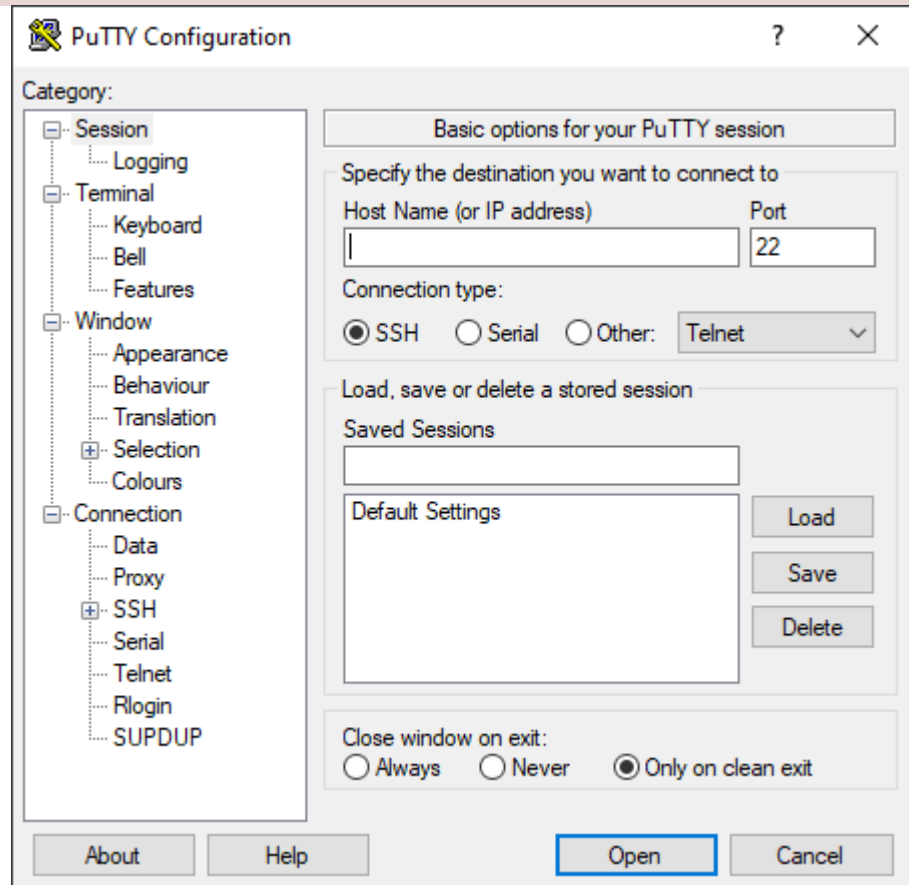 PuTTY Configuration
?
Category:
Session
Logging
Terminal
Keyboard
Bell
Features
Window
Appearance
Behaviour
Translation
Selection
Colours
Connection
Data
Proxy
SSH
Serial
Telnet
Rlogin
SUPDUP
Basic options for your PuTTY session
Specify the destination you want to connect to
Host Name (or IP address) Port
22
Connection type:
SSH Serial Other: Telnet
Load, save or delete a stored session
Saved Sessions
Default Settings
Load
Save
Delete
Close window on exit:
Always Never Only on clean exit
About Help Open Cancel